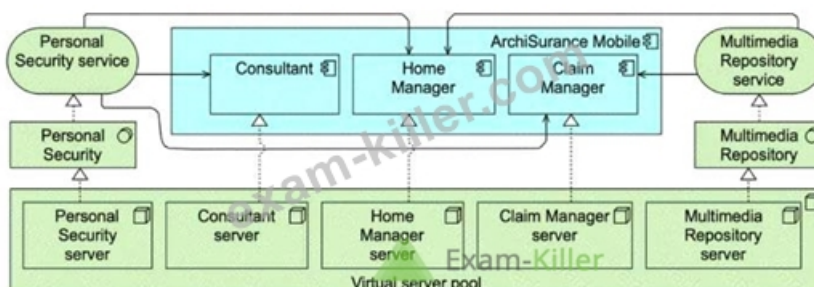 Personal
Security service
Consultant
ArchiSurance Mobile
Home
Manager
Claim
Manager
Multimedia
Repository
service
Personal
Security
Multimedia
Repository
Personal
Security
server
Consultant
server
Home
Manager
server
Claim Manager
server
Multimedia
Repository
server
Virtual server pool
exam-killer.com
Exam-Killer